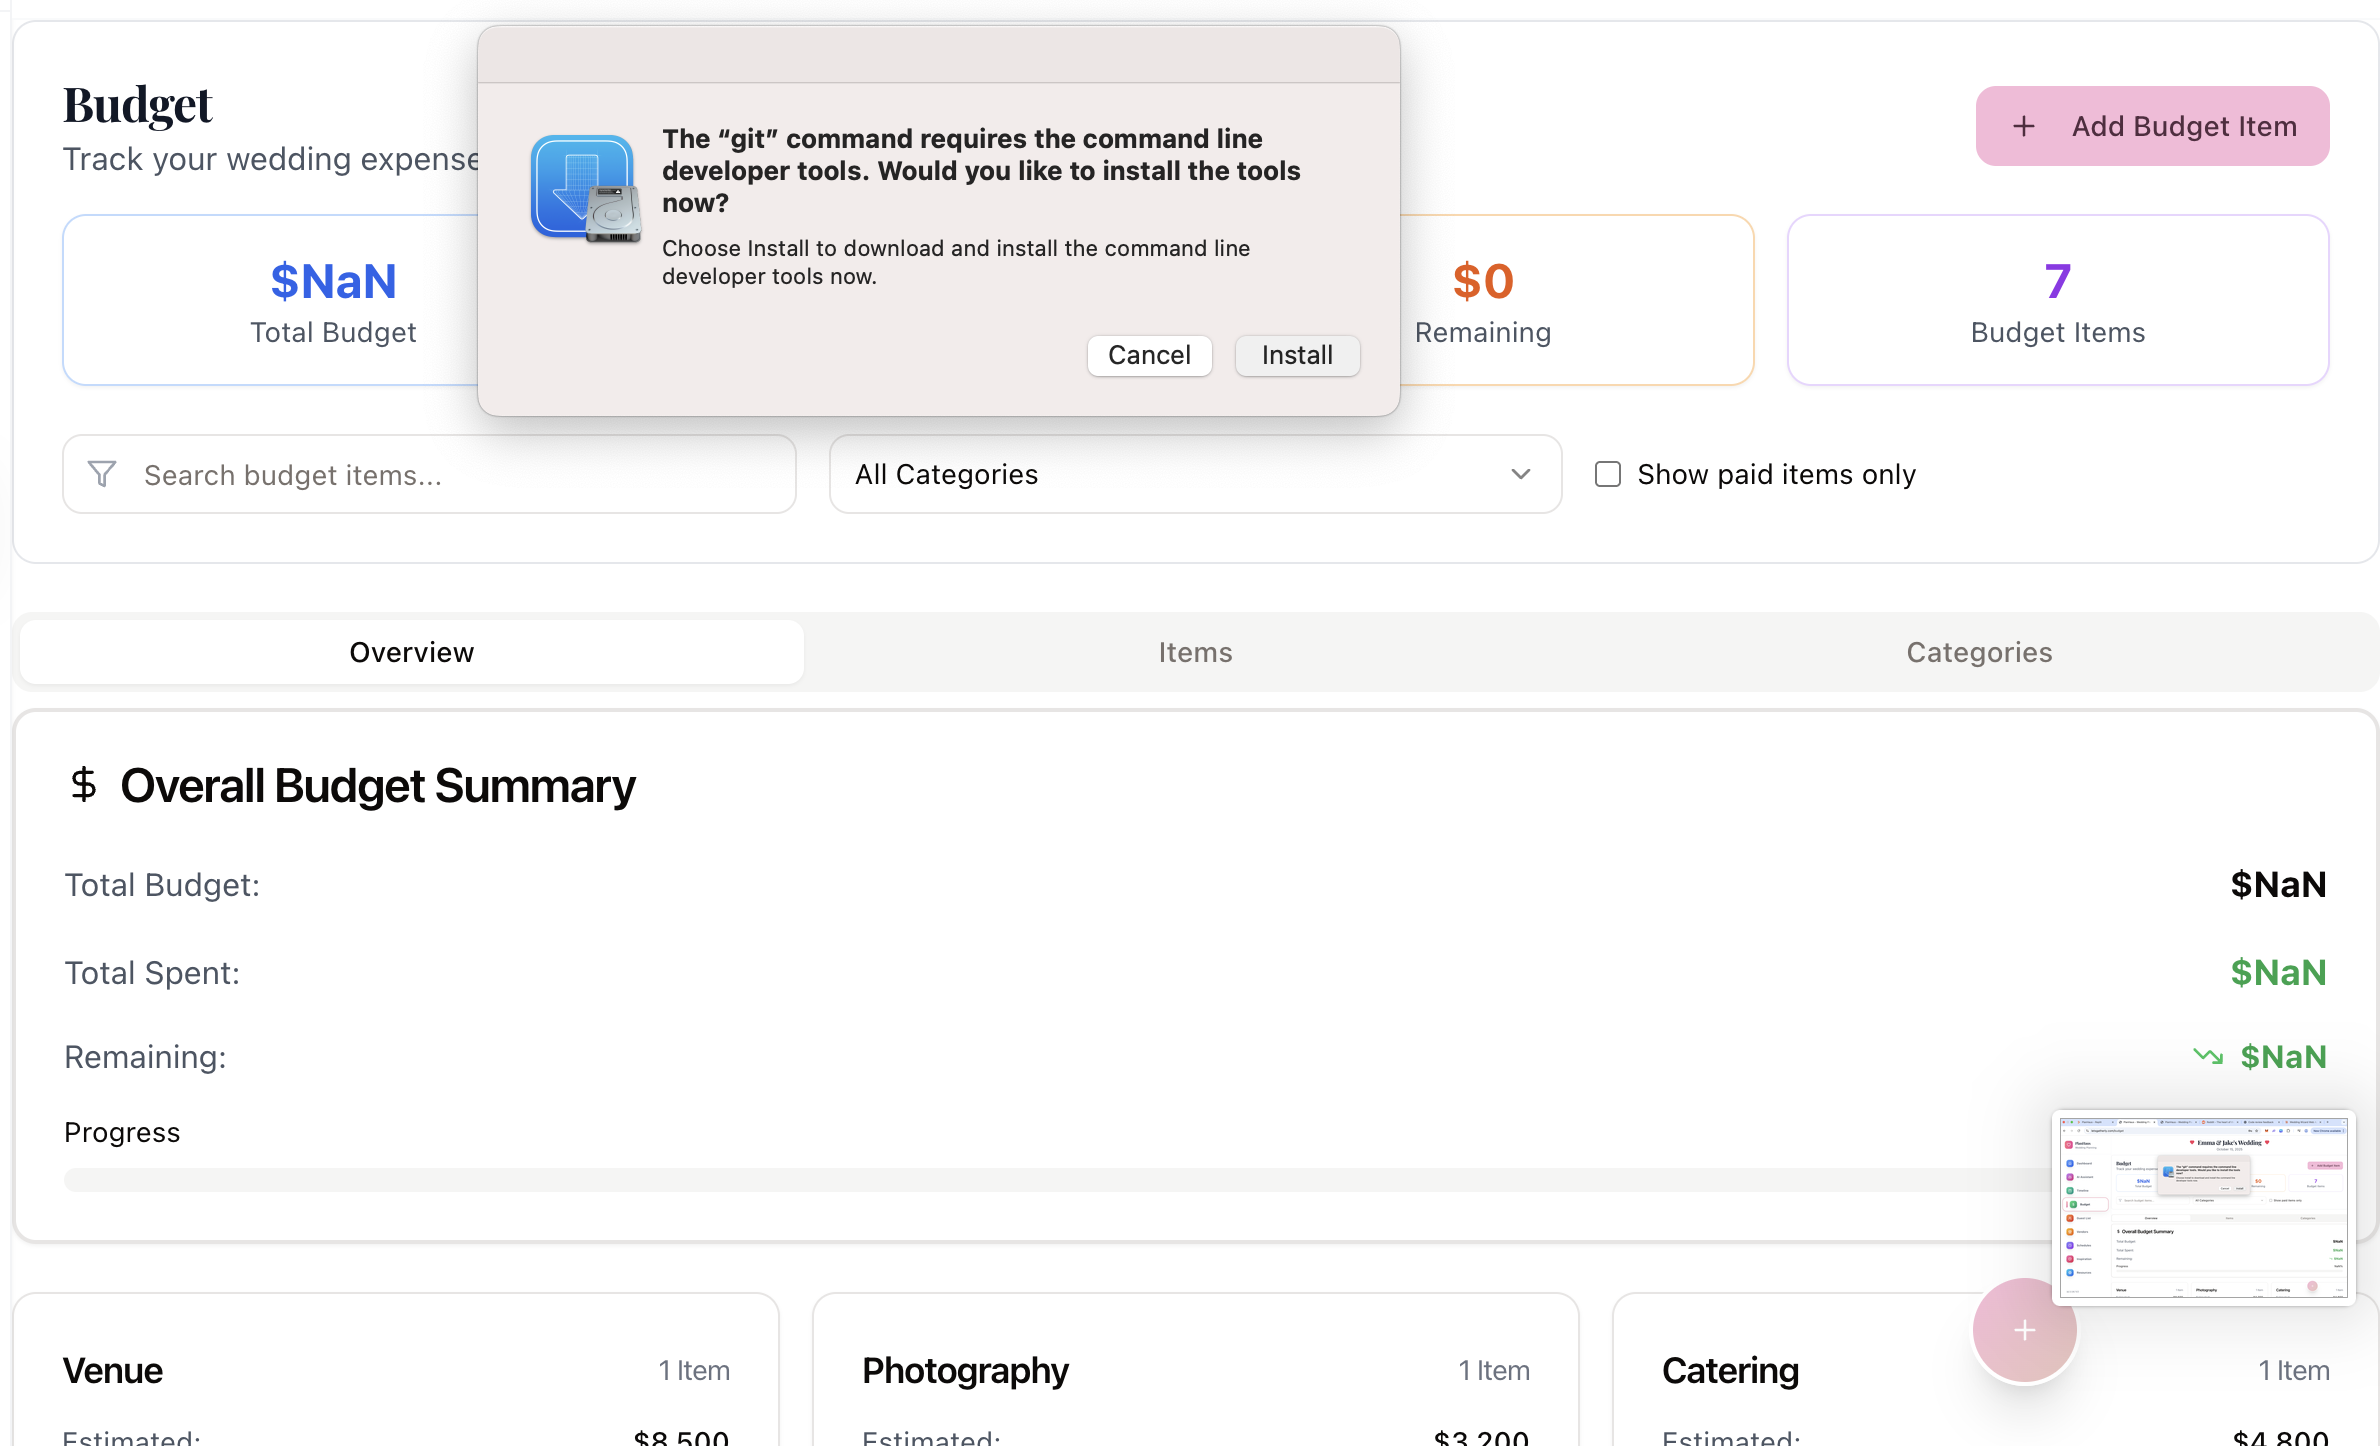 Budget
Track your wedding expense
Add Budget Item
The “git” command requires the command line
developer tools. Would you like to install the tools
now?
Choose Install to download and install the command line
developer tools now.
Cancel
Install
$NaN
Total Budget
$0
Remaining
7
Budget Items
Search budget items...
All Categories
Show paid items only
Overview
Items
Categories
$ Overall Budget Summary
Total Budget:
$NaN
Total Spent:
$NaN
Remaining:
$NaN
Progress
Emma & Jake's Wedding
Venue
1 Item
Photography
1 Item
Catering
1 Item
Estimated:
$8,500
Estimated:
$3,200
Estimated:
$4,800